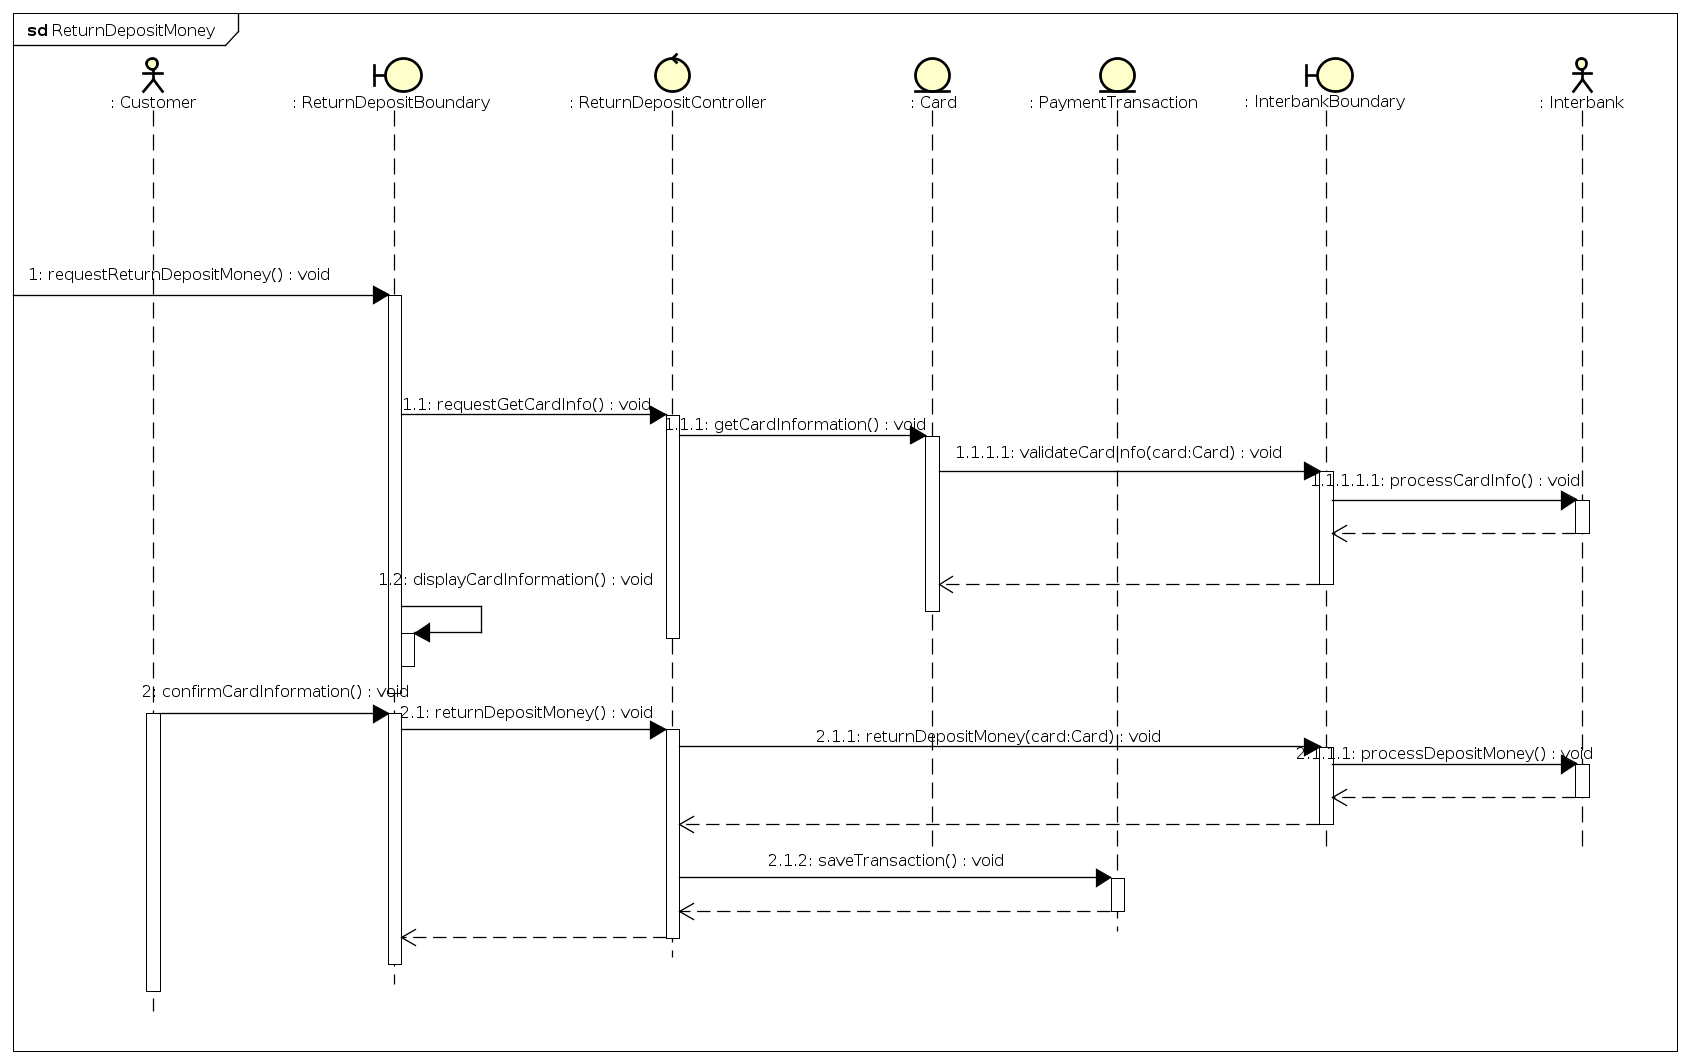 sd ReturnDepositMoney
: Customer
: ReturnDepositBoundary
: ReturnDepositController
: Card
: PaymentTransaction
: InterbankBoundary
: Interbank
1: requestReturnDepositMoney() : void
1.1: requestGetCardInfo() : void
1.1.1: getCardInformation() : void
1.1.1.1: validateCardInfo(card:Card) : void
1.1.1.1.1: processCardInfo() : void
1.2: displayCardInformation() : void
2: confirmCardInformation() : void
2.1: returnDepositMoney() : void
2.1.1: returnDepositMoney(card:Card) : void
2.1.1.1: processDepositMoney() : void
2.1.2: saveTransaction() : void